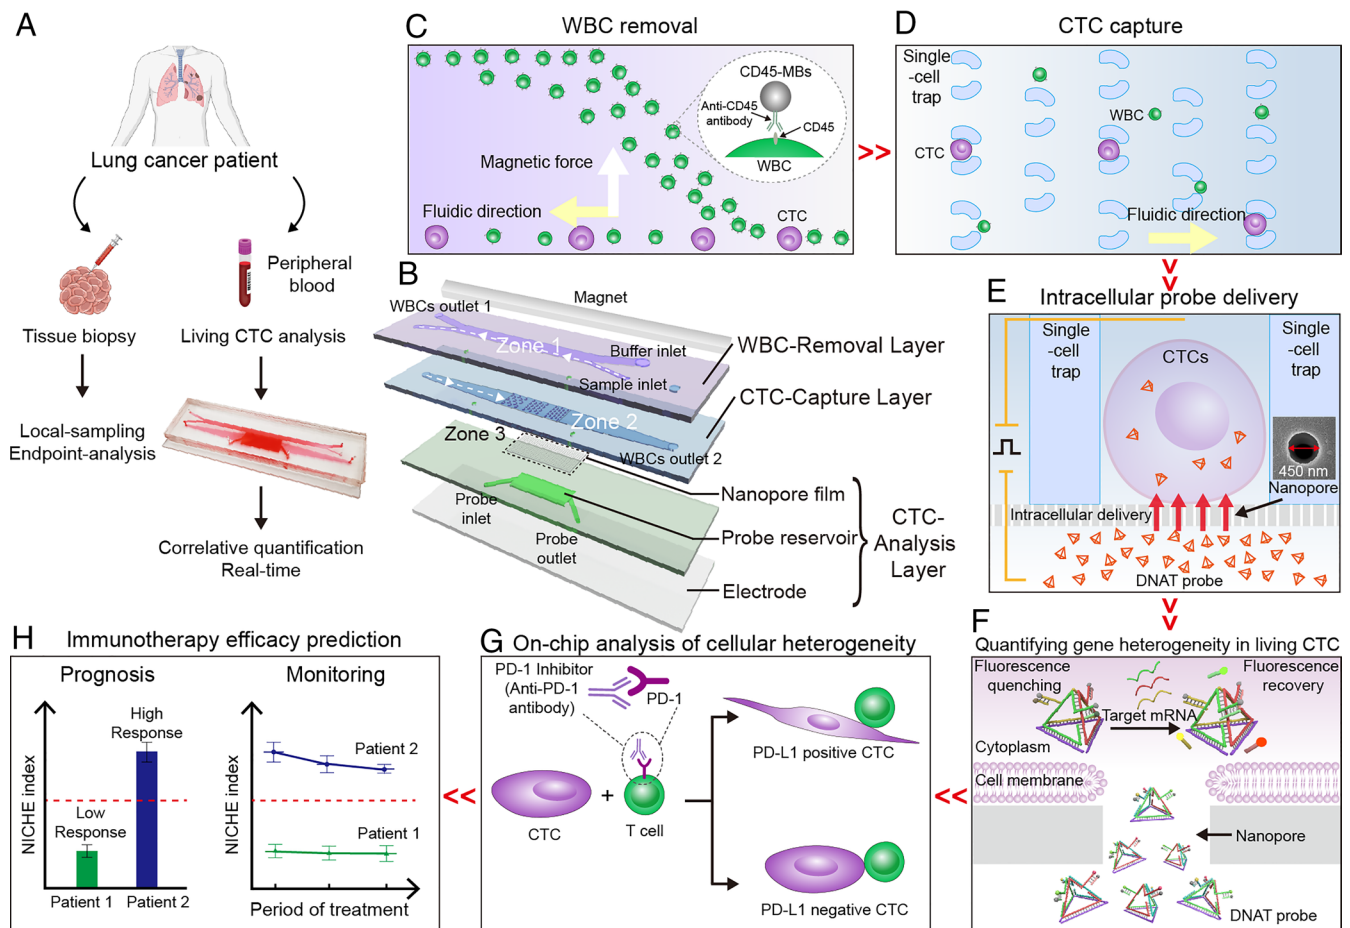 A
Lung cancer patient
Tissue biopsy
Peripheral
blood
Living CTC analysis
Local-sampling
Endpoint-analysis
Correlative quantification
Real-time
C
WBC removal
CD45-MBs
Anti-CD45
antibody
CD45
WBC
Magnetic force
Fluidic direction
CTC
D
CTC capture
Single
-cell
trap
WBC
CTC
Fluidic direction
B
Magnet
WBCs outlet 1
Zone 1
Buffer inlet
WBC-Removal Layer
Sample inlet
CTC-Capture Layer
Zone 2
Zone 3
WBCs outlet 2
Nanopore film
Probe
inlet
Probe reservoir
Probe
outlet
Electrode
CTC-
Analysis
Layer
E
Intracellular probe delivery
Single
-cell
trap
CTCs
Single
-cell
trap
450 nm
Nanopore
Intracellular delivery
DNAT probe
F
Quantifying gene heterogeneity in living CTC
Fluorescence
quenching
Fluorescence
recovery
Target mRNA
Cytoplasm
Cell membrane
Nanopore
DNAT probe
G
On-chip analysis of cellular heterogeneity
PD-1 Inhibitor
(Anti-PD-1
antibody)
PD-1
CTC
+
T cell
PD-L1 positive CTC
PD-L1 negative CTC
H
Immunotherapy efficacy prediction
Prognosis
NICHE index
High
Response
Low
Response
Patient 1
Patient 2
Monitoring
NICHE index
Patient 2
Patient 1
Period of treatment